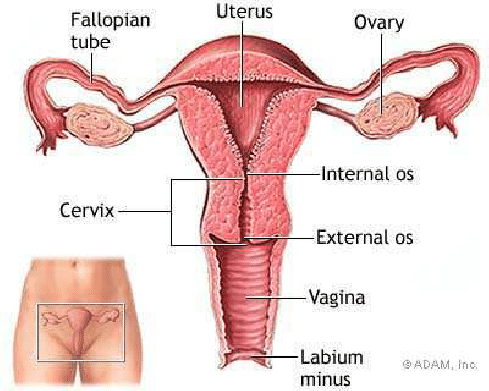 Fallopian
tube
Uterus
Ovary
Internal os
Cervix
External os
Vagina
Labium
minus
© ADAM, Inc.